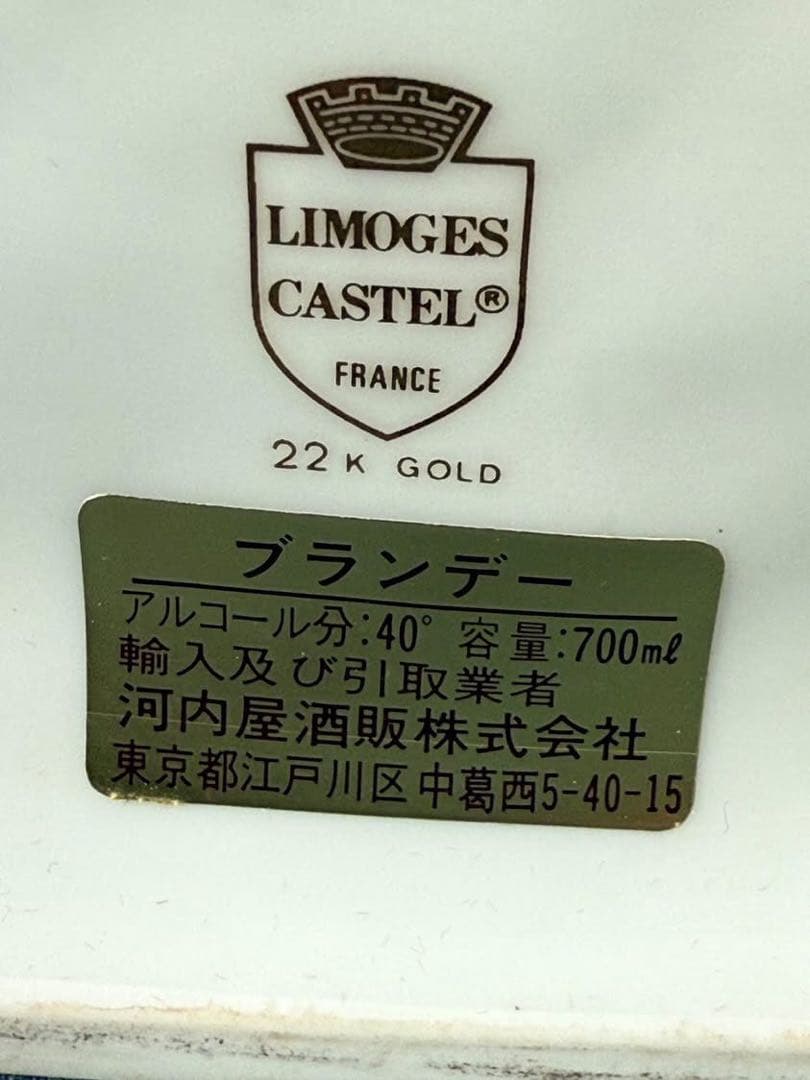 LIMOGES
CASTEL®
FRANCE
22 K GOLD
ブランデー
アルコール分:40° 容量:700mℓ
輸入及び引取業者
河内屋酒販株式会社
東京都江戸川区中葛西5-40-15